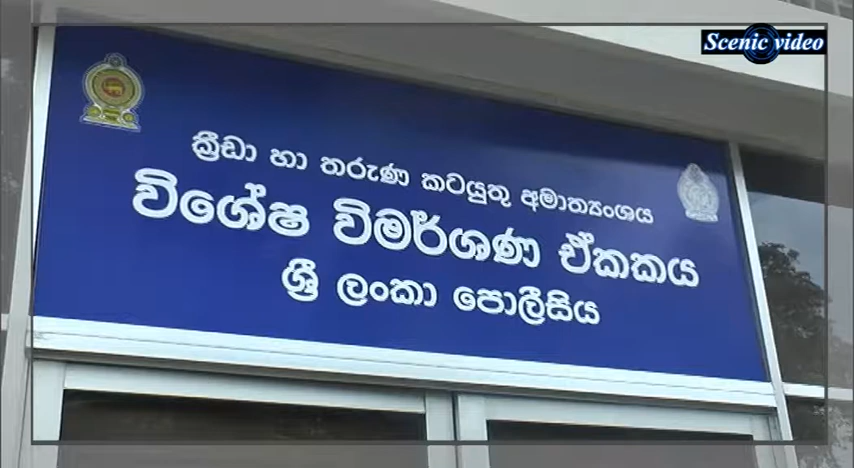 Scenic video
ක්‍රීඩා හා තරුණ කටයුතු අමාත්‍යංශය
විශේෂ විමර්ශණ ඒකකය
ශ්‍රී ලංකා පොලීසිය